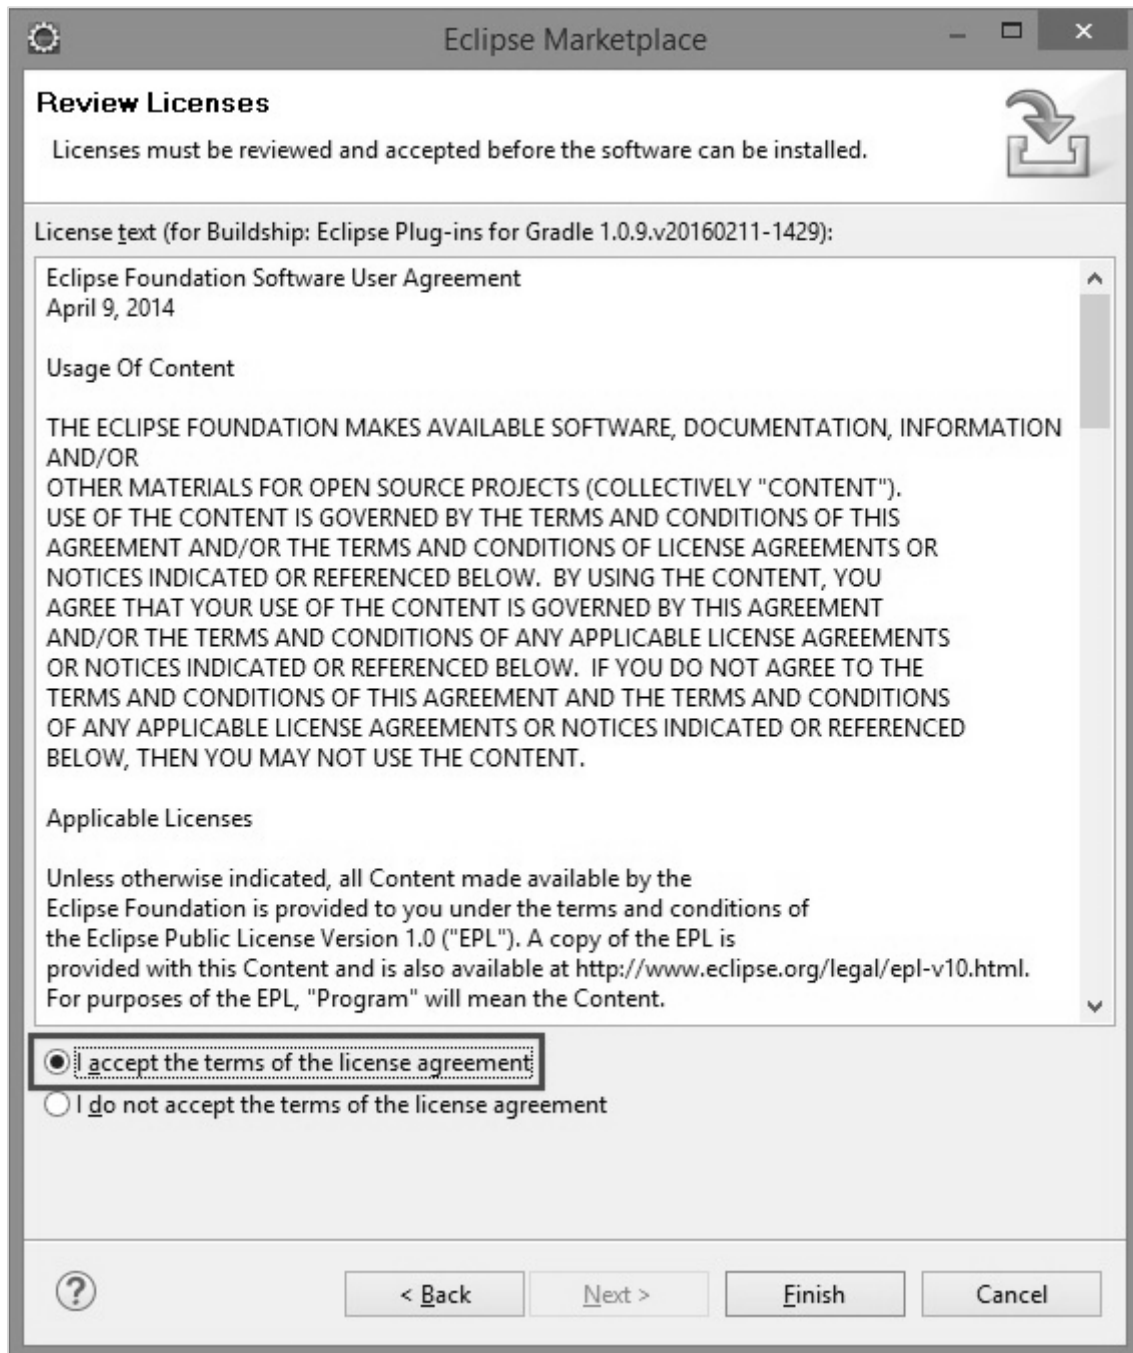 Eclipse Marketplace
Review Licenses
Licenses must be reviewed and accepted before the software can be installed.
License text (for Buildship: Eclipse Plug-ins for Gradle 1.0.9.v20160211-1429):
Eclipse Foundation Software User Agreement
April 9, 2014
Usage Of Content
THE ECLIPSE FOUNDATION MAKES AVAILABLE SOFTWARE, DOCUMENTATION, INFORMATION
AND/OR
OTHER MATERIALS FOR OPEN SOURCE PROJECTS (COLLECTIVELY "CONTENT").
USE OF THE CONTENT IS GOVERNED BY THE TERMS AND CONDITIONS OF THIS
AGREEMENT AND/OR THE TERMS AND CONDITIONS OF LICENSE AGREEMENTS OR
NOTICES INDICATED OR REFERENCED BELOW.  BY USING THE CONTENT, YOU
AGREE THAT YOUR USE OF THE CONTENT IS GOVERNED BY THIS AGREEMENT
AND/OR THE TERMS AND CONDITIONS OF ANY APPLICABLE LICENSE AGREEMENTS
OR NOTICES INDICATED OR REFERENCED BELOW.  IF YOU DO NOT AGREE TO THE
TERMS AND CONDITIONS OF THIS AGREEMENT AND THE TERMS AND CONDITIONS
OF ANY APPLICABLE LICENSE AGREEMENTS OR NOTICES INDICATED OR REFERENCED
BELOW, THEN YOU MAY NOT USE THE CONTENT.
Applicable Licenses
Unless otherwise indicated, all Content made available by the
Eclipse Foundation is provided to you under the terms and conditions of
the Eclipse Public License Version 1.0 ("EPL"). A copy of the EPL is
provided with this Content and is also available at http://www.eclipse.org/legal/epl-v10.html.
For purposes of the EPL, "Program" will mean the Content.
I accept the terms of the license agreement
I do not accept the terms of the license agreement
? < Back Next > Finish Cancel